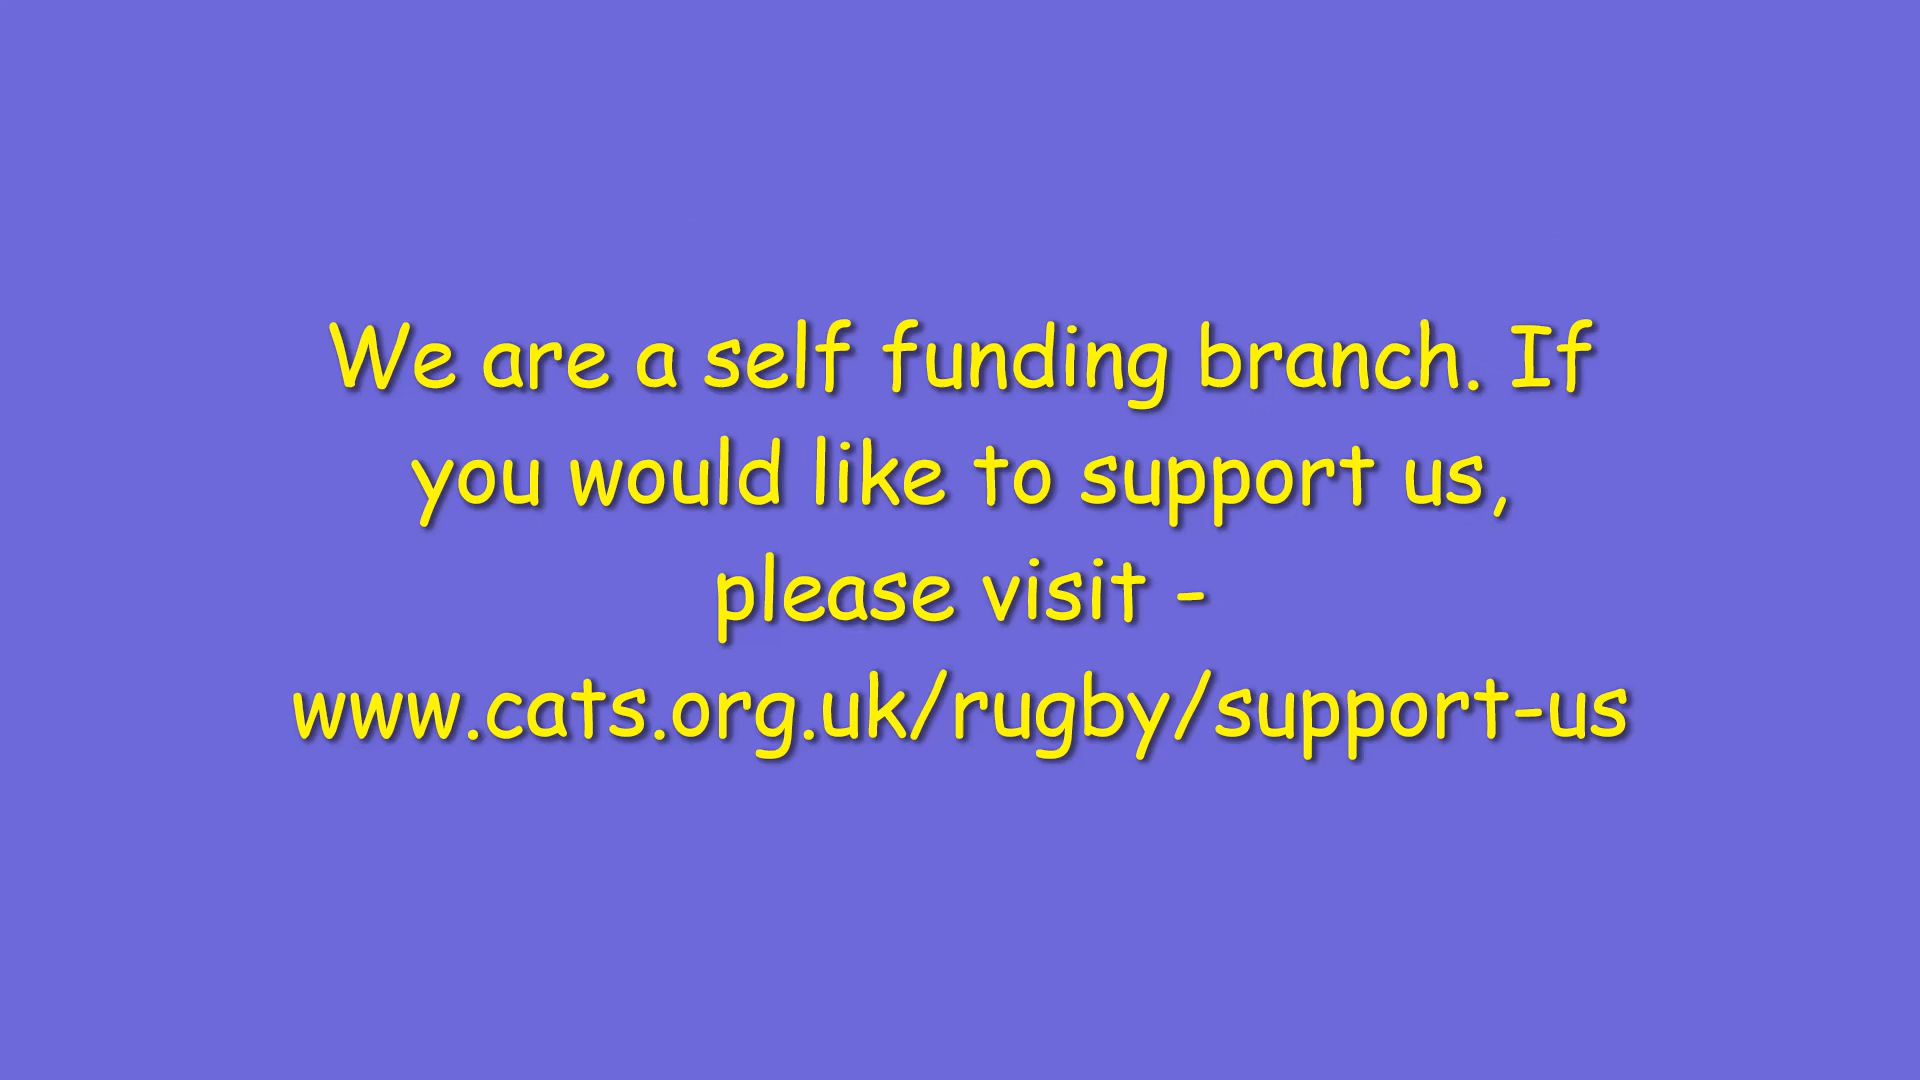 We are a self funding branch. If
you would like to support us,
please visit -
www.cats.org.uk/rugby/support-us